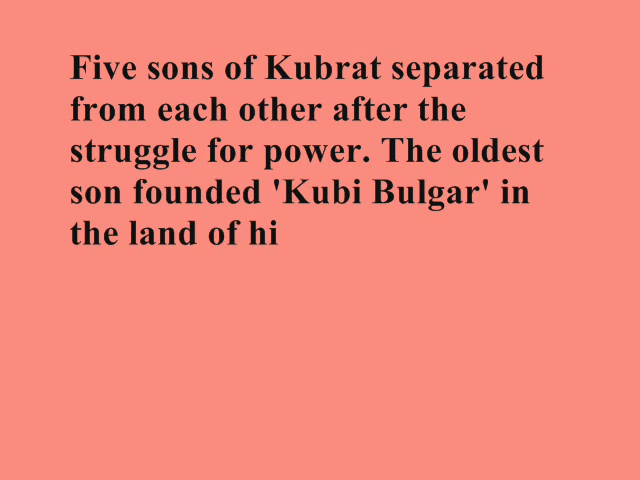 Five sons of Kubrat separated
from each other after the
struggle for power. The oldest
son founded 'Kubi Bulgar' in
the land of hi